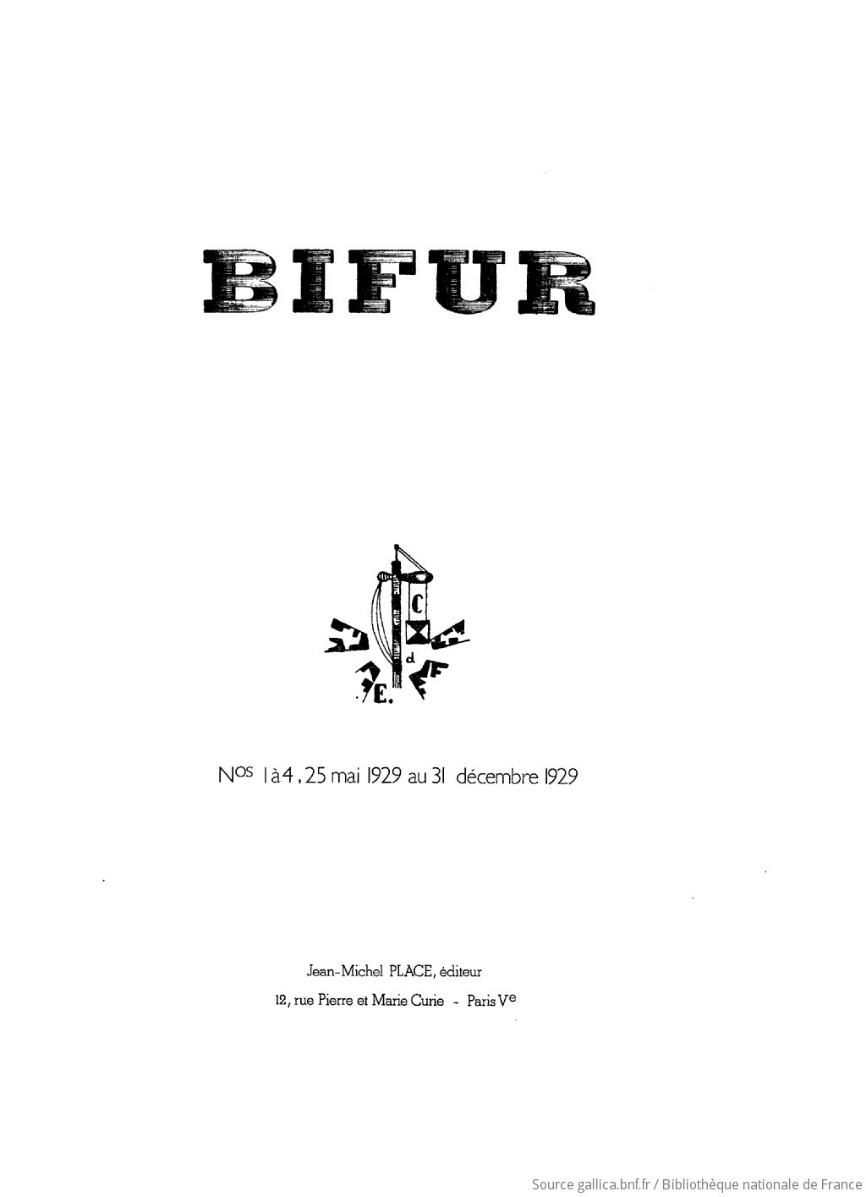 BIFUR
C
d
F
E.
Nos 1 à 4, 25 mai 1929 au 31 décembre 1929
Jean-Michel PLACE, éditeur
12, rue Pierre et Marie Curie - Paris Ve
Source gallica.bnf.fr / Bibliothèque nationale de France